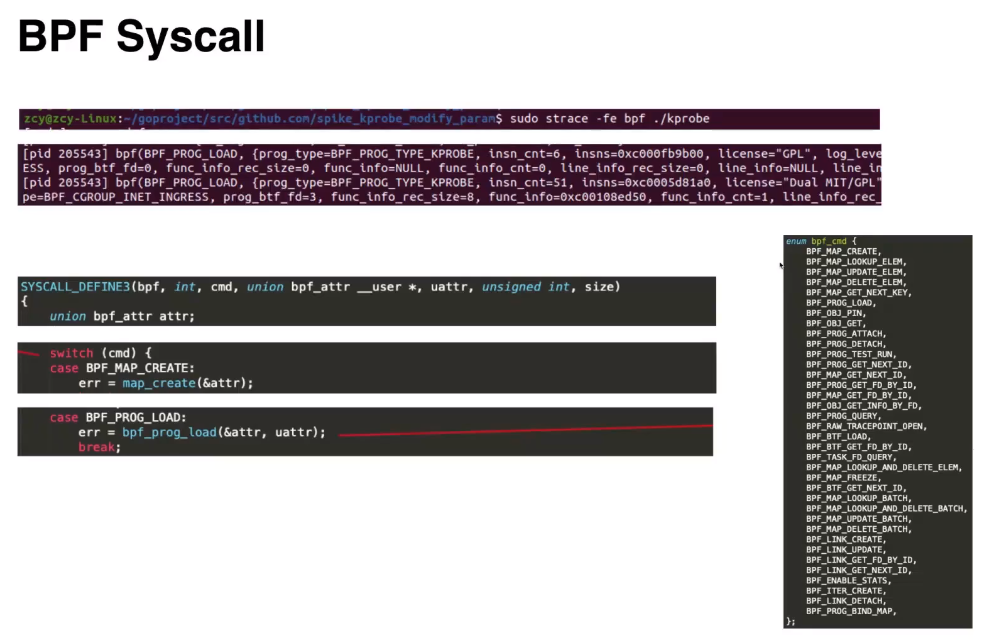 BPF Syscall
zcy@zcy-Linux:~/goproject/src/github.com/spike_kprobe_modify_param$ sudo strace -fe bpf ./kprobe
[pid 205543] bpf(BPF_PROG_LOAD, {prog_type=BPF_PROG_TYPE_KPROBE, insn_cnt=6, insns=0xc000fb9b00, license="GPL", log_leve
ESS, prog_btf_fd=0, func_info_rec_size=0, func_info=NULL, func_info_cnt=0, line_info_rec_size=0, line_info=NULL, line_in
[pid 205543] bpf(BPF_PROG_LOAD, {prog_type=BPF_PROG_TYPE_KPROBE, insn_cnt=51, insns=0xc0005d81a0, license="Dual MIT/GPL"
pe=BPF_CGROUP_INET_INGRESS, prog_btf_fd=3, func_info_rec_size=8, func_info=0xc00108ed50, func_info_cnt=1, line_info_rec_
SYSCALL_DEFINE3(bpf, int, cmd, union bpf_attr __user *, uattr, unsigned int, size)
{
union bpf_attr attr;
switch (cmd) {
case BPF_MAP_CREATE:
err = map_create(&attr);
case BPF_PROG_LOAD:
err = bpf_prog_load(&attr, uattr);
break;
enum bpf_cmd {
BPF_MAP_CREATE,
BPF_MAP_LOOKUP_ELEM,
BPF_MAP_UPDATE_ELEM,
BPF_MAP_DELETE_ELEM,
BPF_MAP_GET_NEXT_KEY,
BPF_PROG_LOAD,
BPF_OBJ_PIN,
BPF_OBJ_GET,
BPF_PROG_ATTACH,
BPF_PROG_DETACH,
BPF_PROG_TEST_RUN,
BPF_PROG_GET_NEXT_ID,
BPF_MAP_GET_NEXT_ID,
BPF_PROG_GET_FD_BY_ID,
BPF_MAP_GET_FD_BY_ID,
BPF_OBJ_GET_INFO_BY_FD,
BPF_PROG_QUERY,
BPF_RAW_TRACEPOINT_OPEN,
BPF_BTF_LOAD,
BPF_BTF_GET_FD_BY_ID,
BPF_TASK_FD_QUERY,
BPF_MAP_LOOKUP_AND_DELETE_ELEM,
BPF_MAP_FREEZE,
BPF_BTF_GET_NEXT_ID,
BPF_MAP_LOOKUP_BATCH,
BPF_MAP_LOOKUP_AND_DELETE_BATCH,
BPF_MAP_UPDATE_BATCH,
BPF_MAP_DELETE_BATCH,
BPF_LINK_CREATE,
BPF_LINK_UPDATE,
BPF_LINK_GET_FD_BY_ID,
BPF_LINK_GET_NEXT_ID,
BPF_ENABLE_STATS,
BPF_ITER_CREATE,
BPF_LINK_DETACH,
BPF_PROG_BIND_MAP,
};